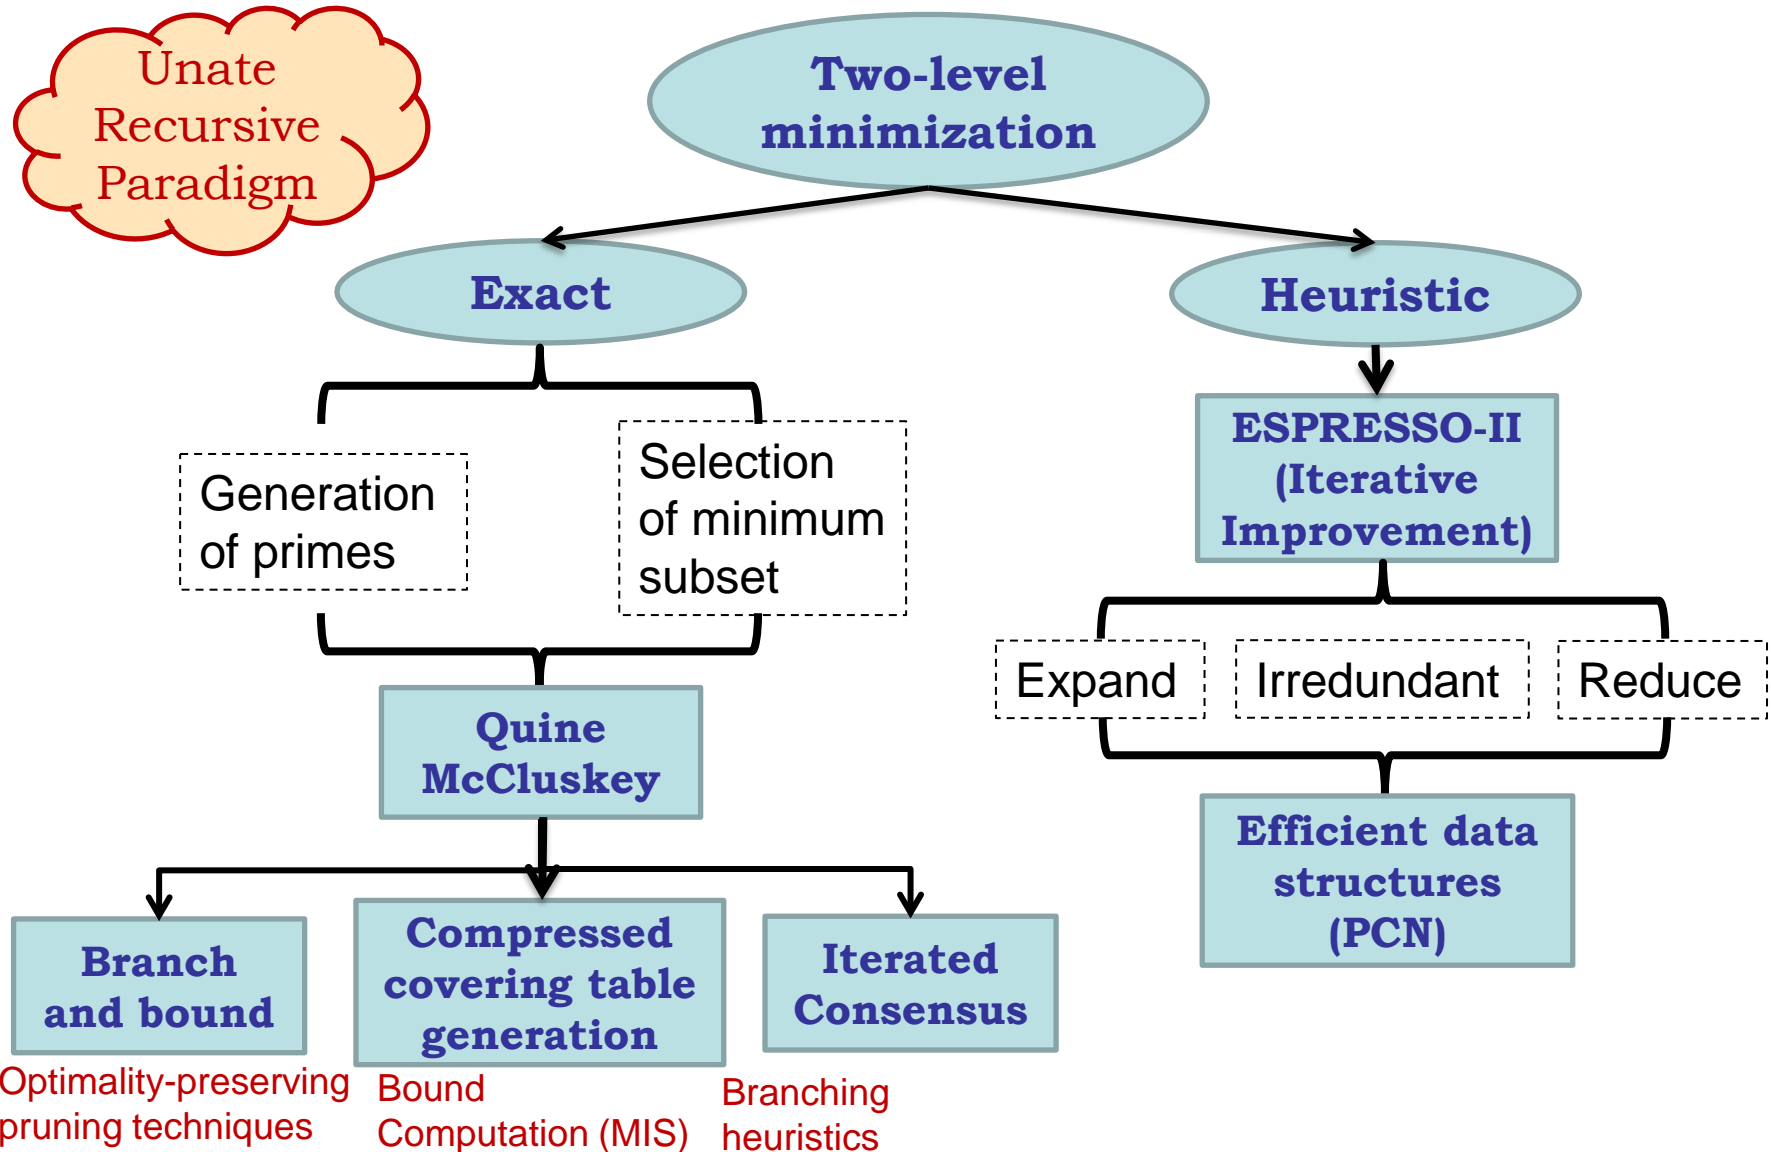 Unate
Recursive
Paradigm
Two-level
minimization
Exact
Heuristic
Generation
of primes
Selection
of minimum
subset
ESPRESSO-II
(Iterative
Improvement)
Expand
Irredundant
Reduce
Quine
McCluskey
Efficient data
structures
(PCN)
Branch
and bound
Compressed
covering table
generation
Iterated
Consensus
Optimality-preserving
pruning techniques
Bound
Computation (MIS)
Branching
heuristics